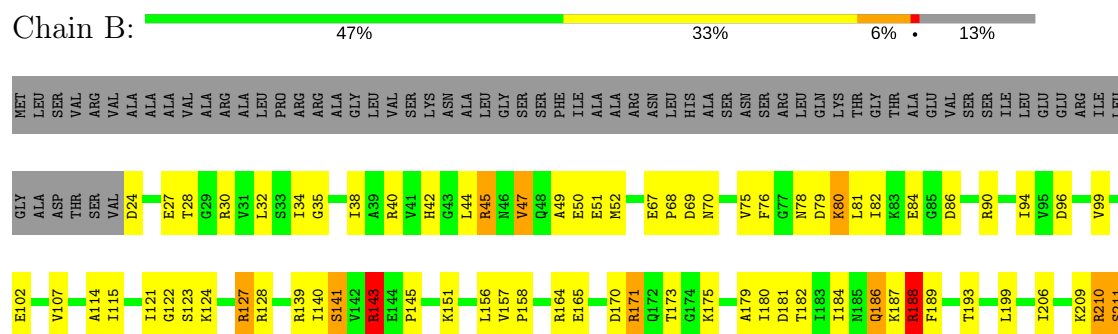 Chain B:
47% 33% 6% • 13%
MET LEU SER VAL ARG VAL ALA ALA ALA ALA VAL ALA ARG ALA LEU PRO ARG ARG ALA GLY LEU VAL SER LYS ASN ALA LEU GLY SER SER PHE ILE ALA ALA ARG ASN LEU HIS ALA SER ASN SER ARG LEU GLN LYS THR GLY THR ALA GLU VAL SER SER ILE LEU GLU GLU ARG ILE
GLY ALA ASP THR SER VAL D24 E27 T28 G29 R30 V31 L32 S33 I34 G35 I38 A39 R40 V41 H42 G43 L44 R45 N46 V47 Q48 A49 E50 E51 M52 E67 P68 D69 N70 V75 F76 G77 N78 D79 K80 L81 I82 K83 E84 G85 D86 R90 I94 V95 D96 V99
E102 V107 A114 I115 I121 G122 S123 K124 R127 R128 R139 I140 S141 V142 R143 E144 P145 K151 L156 V157 P158 R164 E165 D170 R171 Q172 T173 G174 K175 A179 I180 D181 T182 I183 I184 N185 Q186 K187 R188 F189 T193 L199 I206 K209 R210